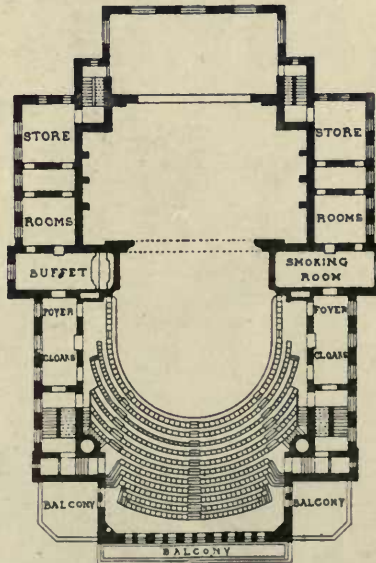 STORE
STORE
ROOMS
ROOMS
BUFFET
SMOKING
ROOM
FOYER
FOYER
CLOAKS
CLOAKS
BALCONY
BALCONY
BALCONY